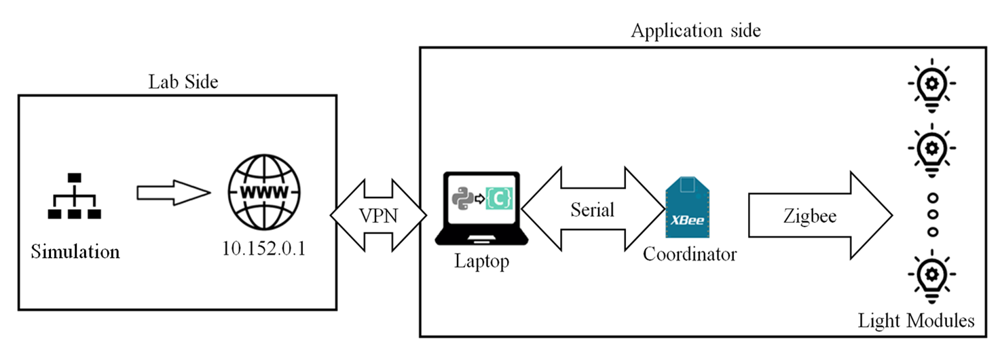 Application side
Lab Side
WWW
10.152.0.1
Simulation
VPN
{C}
Laptop
Serial
XBee
Coordinator
Zigbee
Light Modules